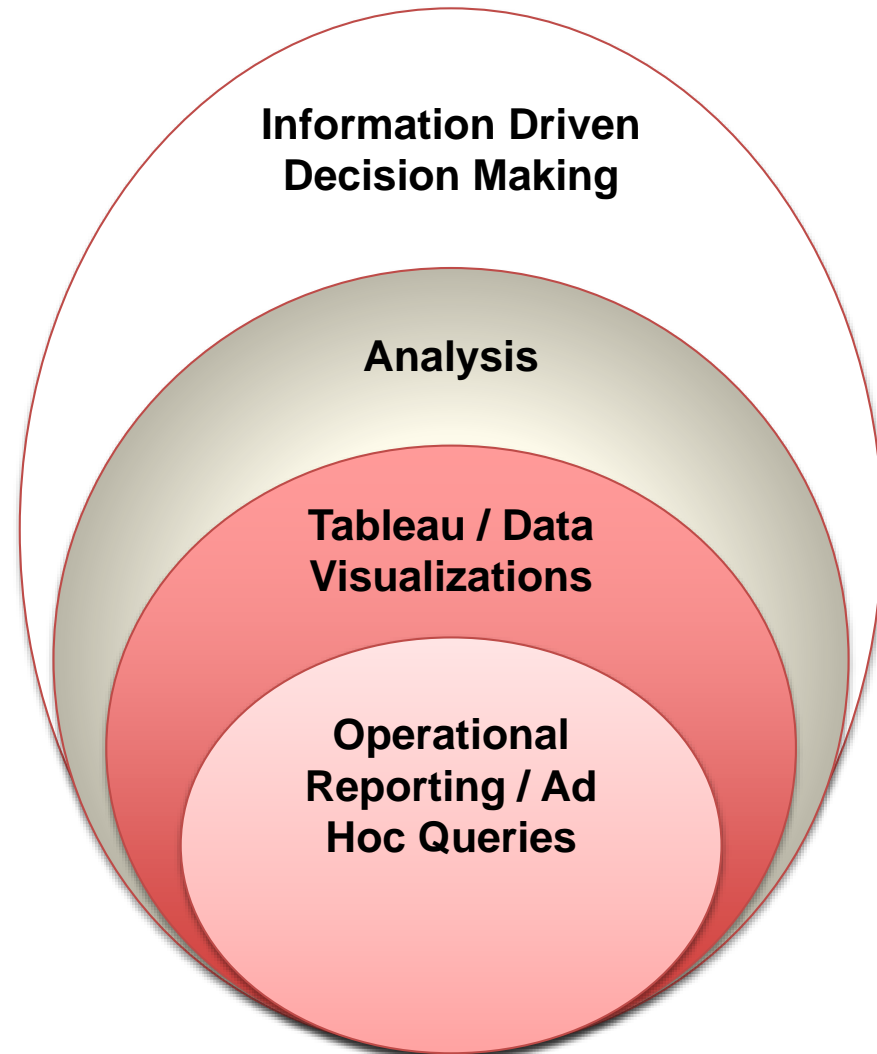 Information Driven
Decision Making
Analysis
Tableau / Data
Visualizations
Operational
Reporting / Ad
Hoc Queries